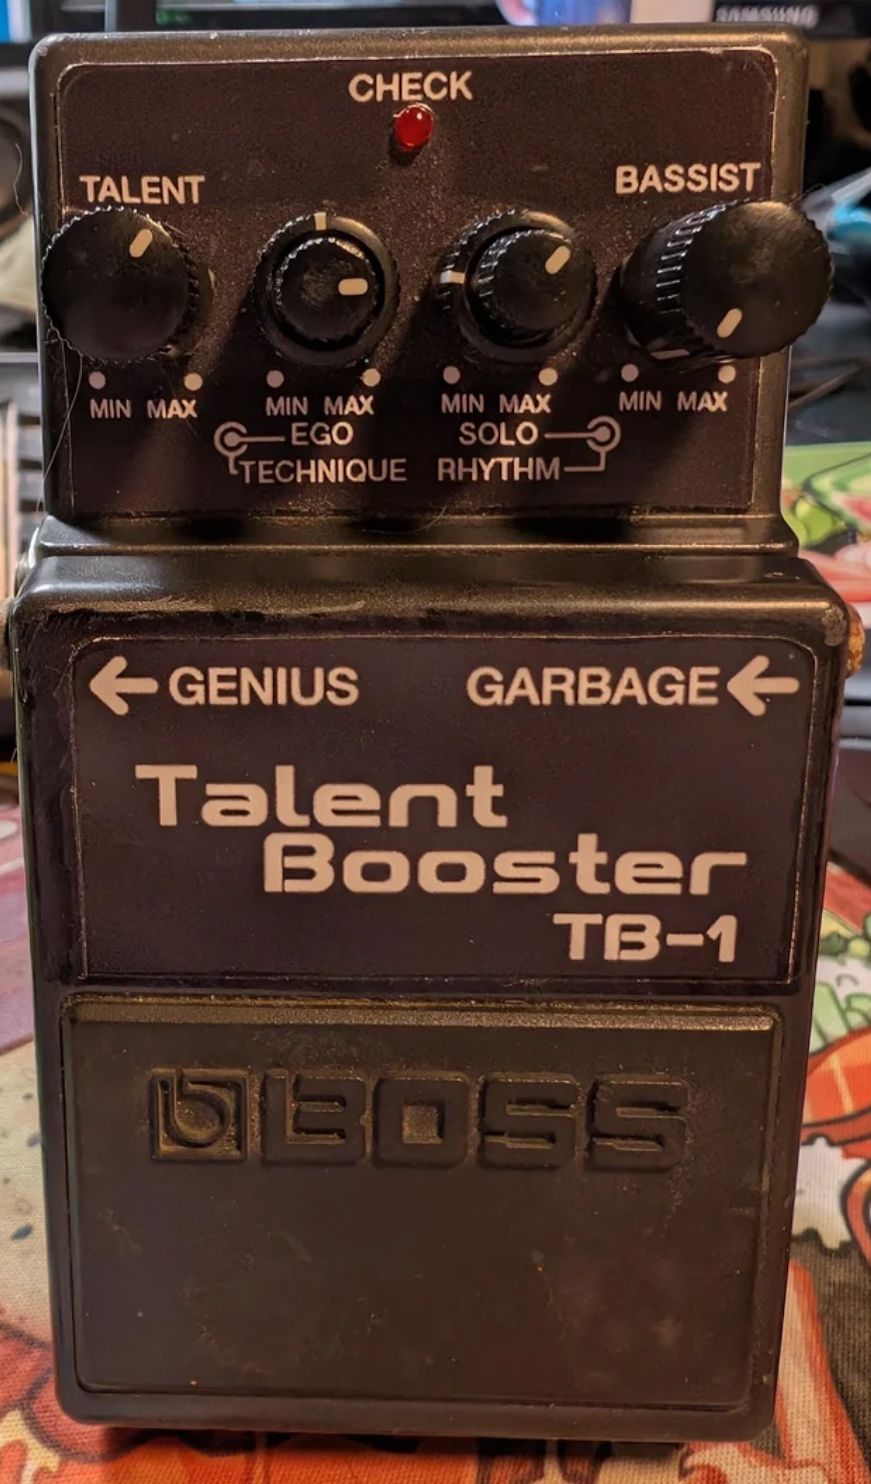 SAMSUNG
CHECK
TALENT
BASSIST
MIN MAX
MIN MAX
MIN MAX
MIN MAX
EGO
SOLO
TECHNIQUE
RHYTHM
GENIUS
GARBAGE
Talent
Booster
TB-1
BOSS